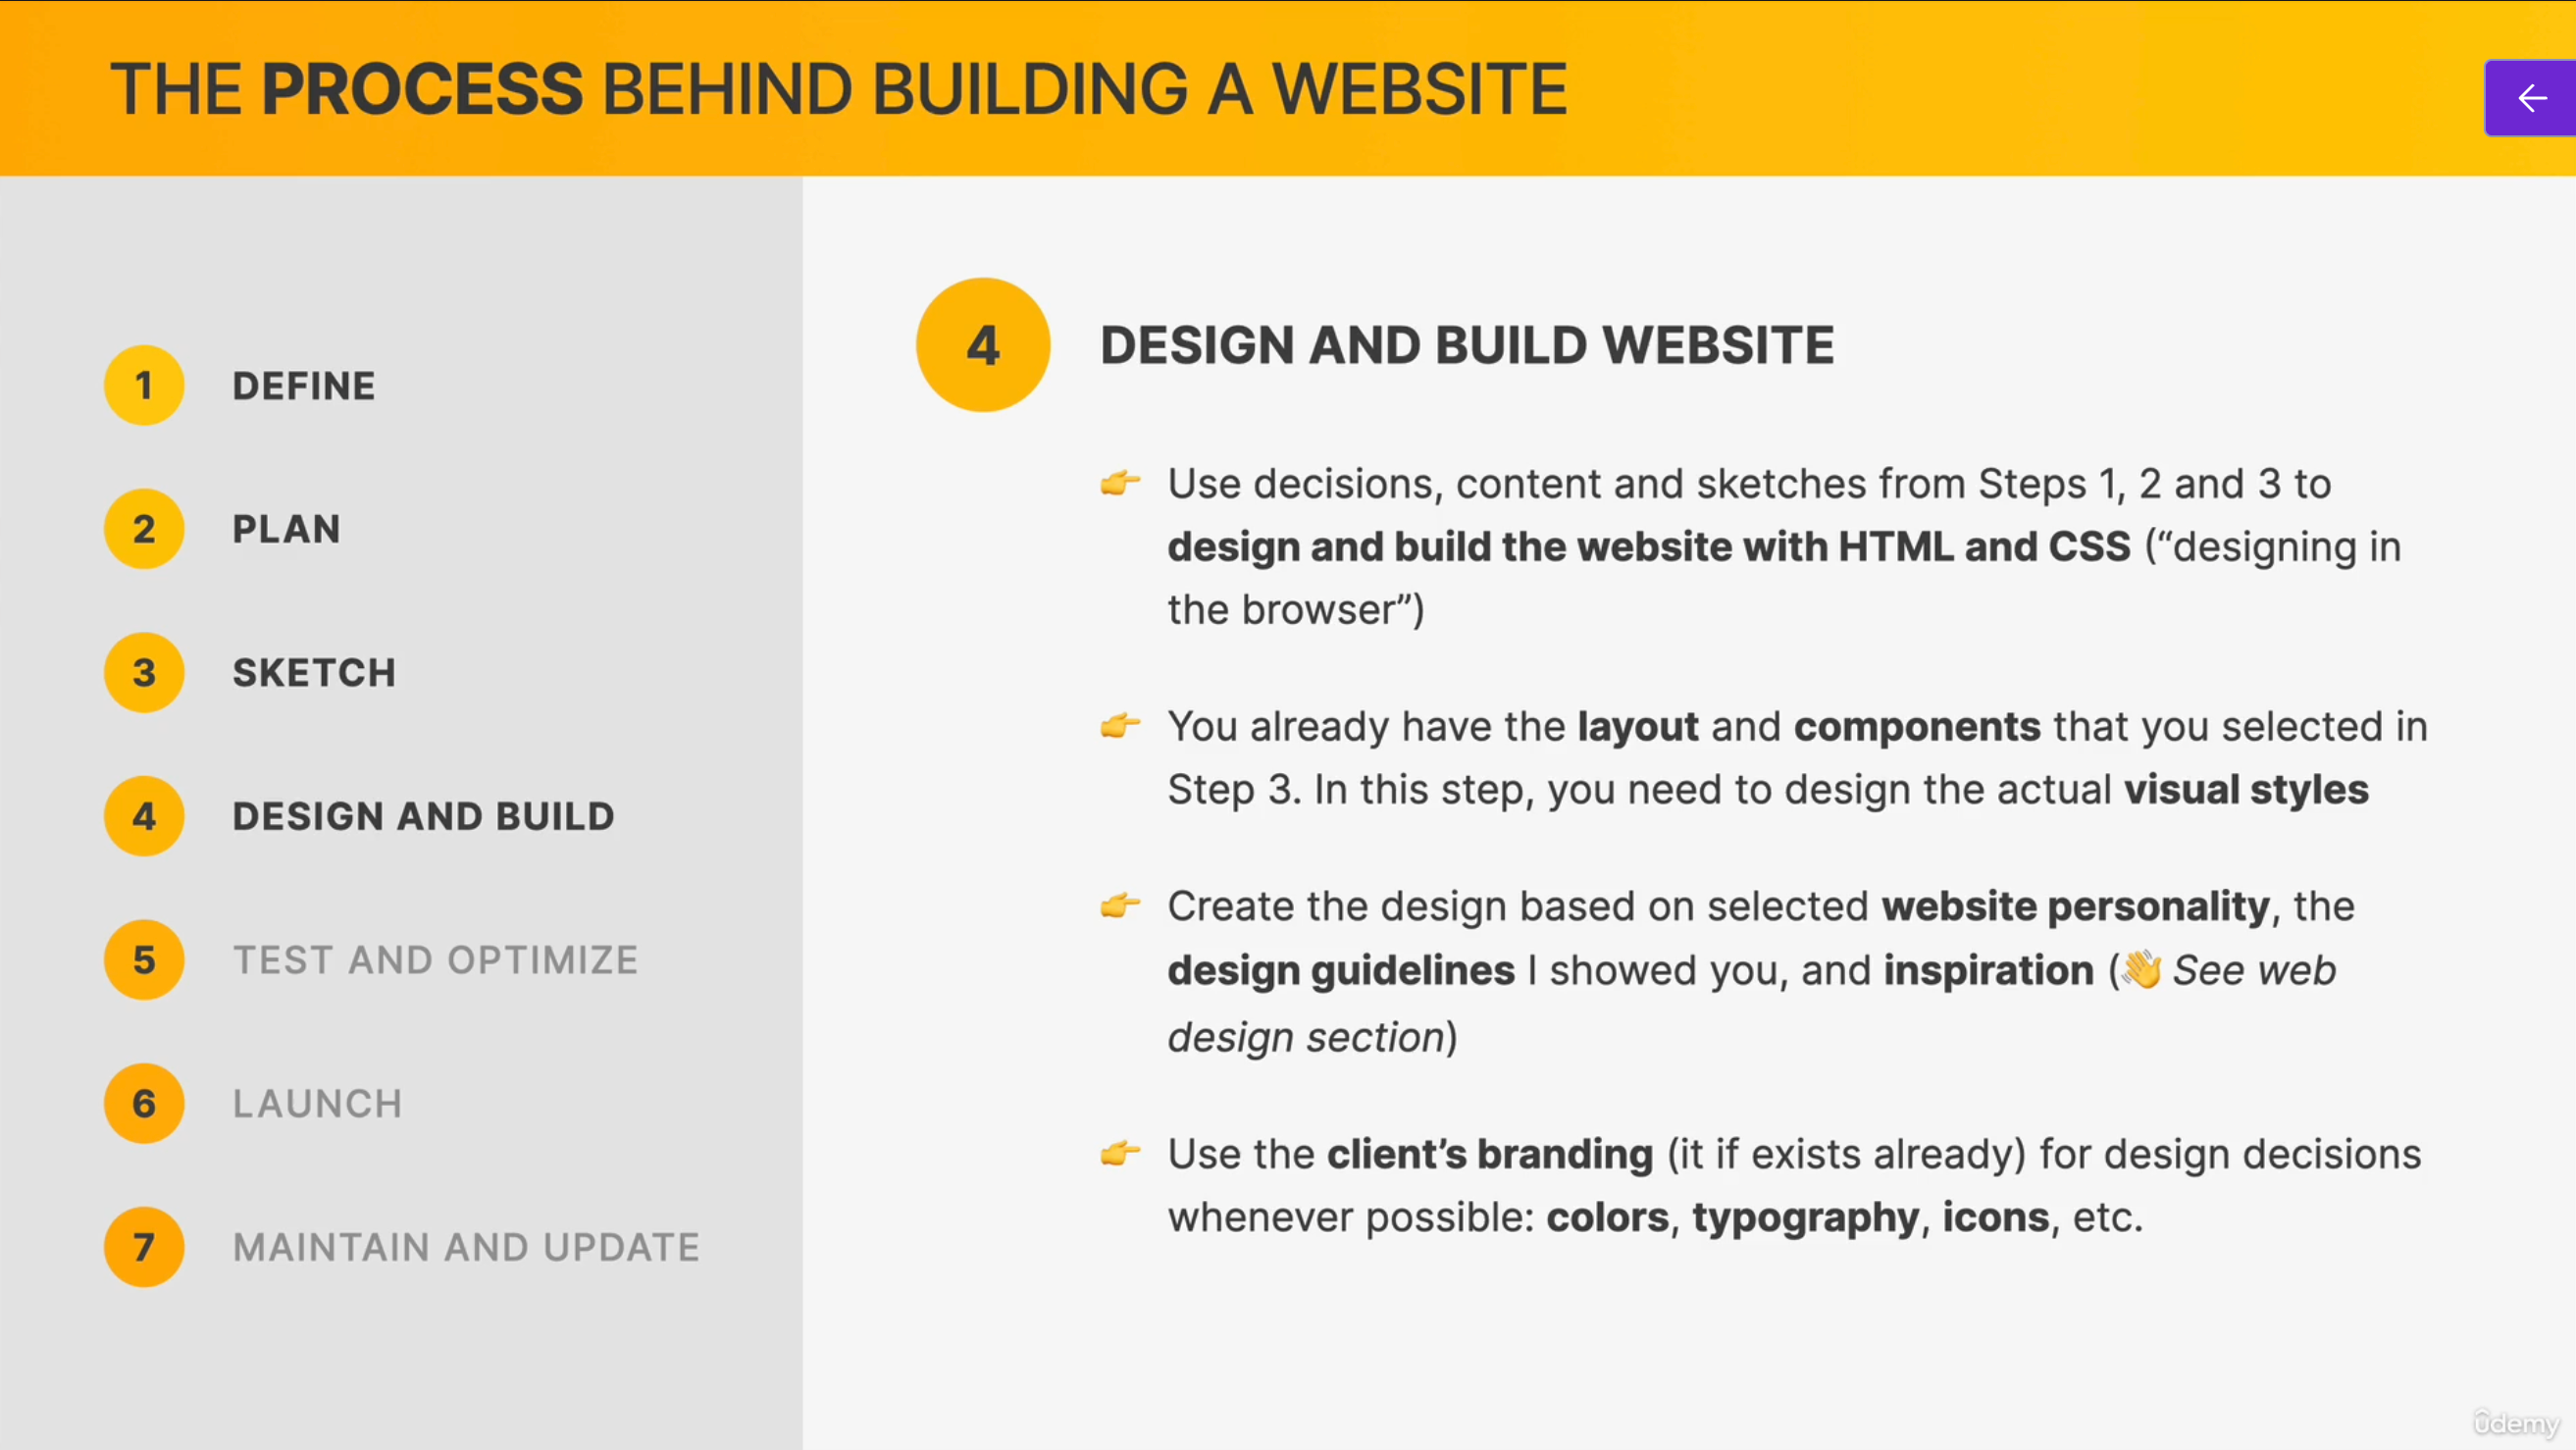 THE PROCESS BEHIND BUILDING A WEBSITE
1 DEFINE
2 PLAN
3 SKETCH
4 DESIGN AND BUILD
5 TEST AND OPTIMIZE
6 LAUNCH
7 MAINTAIN AND UPDATE
4 DESIGN AND BUILD WEBSITE
👉 Use decisions, content and sketches from Steps 1, 2 and 3 to
design and build the website with HTML and CSS (“designing in
the browser”)
👉 You already have the layout and components that you selected in
Step 3. In this step, you need to design the actual visual styles
👉 Create the design based on selected website personality, the
design guidelines I showed you, and inspiration (👋 See web
design section)
👉 Use the client’s branding (it if exists already) for design decisions
whenever possible: colors, typography, icons, etc.
ûdemy